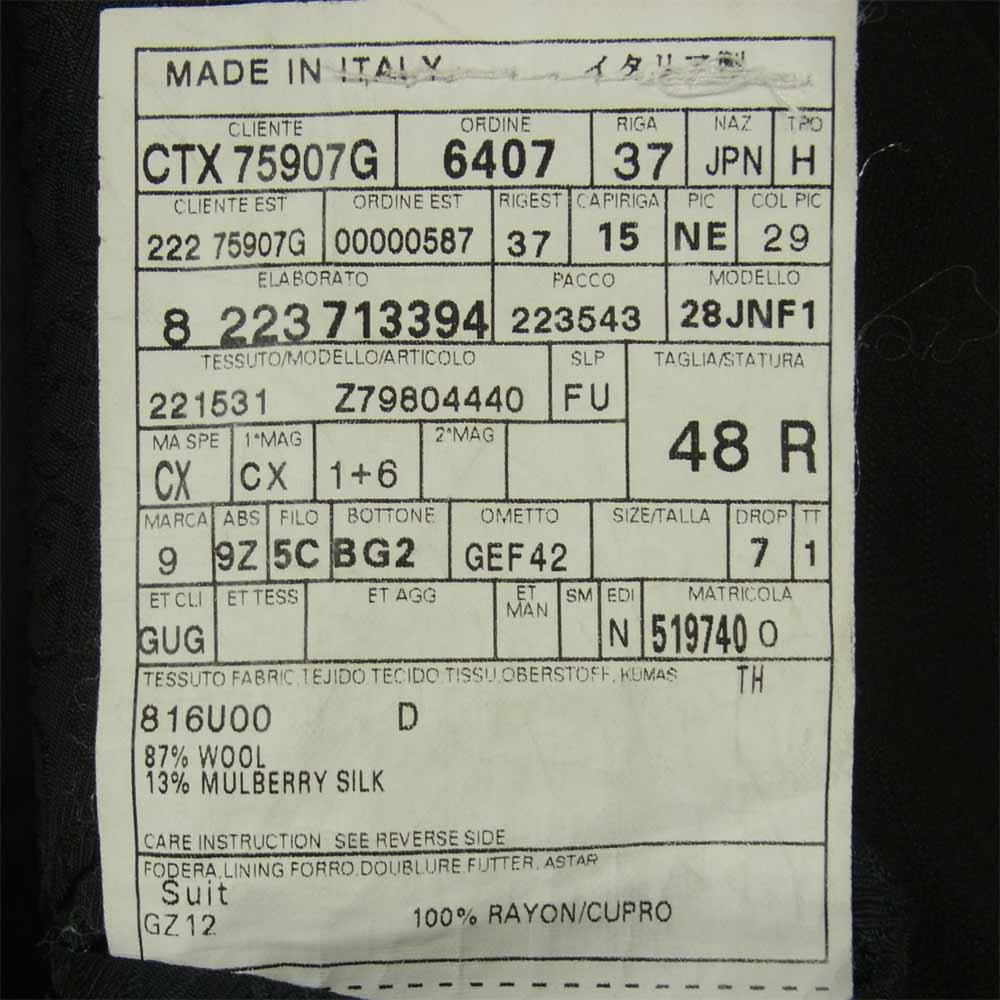 MADE IN ITALY イタリア製
CLIENTE ORDINE RIGA NAZ TPO
CTX 75907G 6407 37 JPN H
CLIENTE EST ORDINE EST RIGEST CAPIRIGA PIC COL PIC
222 75907G 00000587 37 15 NE 29
ELABORATO PACCO MODELLO
8 223 713394 223543 28JNF1
TESSUTO/MODELLO/ARTICOLO SLP TAGLIA/STATURA
221531 Z79804440 FU 48 R
MA SPE 1ªMAG 2ªMAG
CX CX 1+6
MARCA ABS FILO BOTTONE OMETTO SIZE/TALLA DROP TT
9 9Z 5C BG2 GEF42 7 1
ET CLI ET TESS ET AGG ET MAN SM EDI MATRICOLA
GUG N 519740 0
TESSUTO FABRIC, TEJIDO, TECIDO, TISSU, OBERSTOFF, KUMAS TH
816U00 D
87% WOOL
13% MULBERRY SILK
CARE INSTRUCTION SEE REVERSE SIDE
FODERA, LINING FORRO, DOUBLURE, FUTTER, ASTAR
Suit
GZ12 100% RAYON/CUPRO